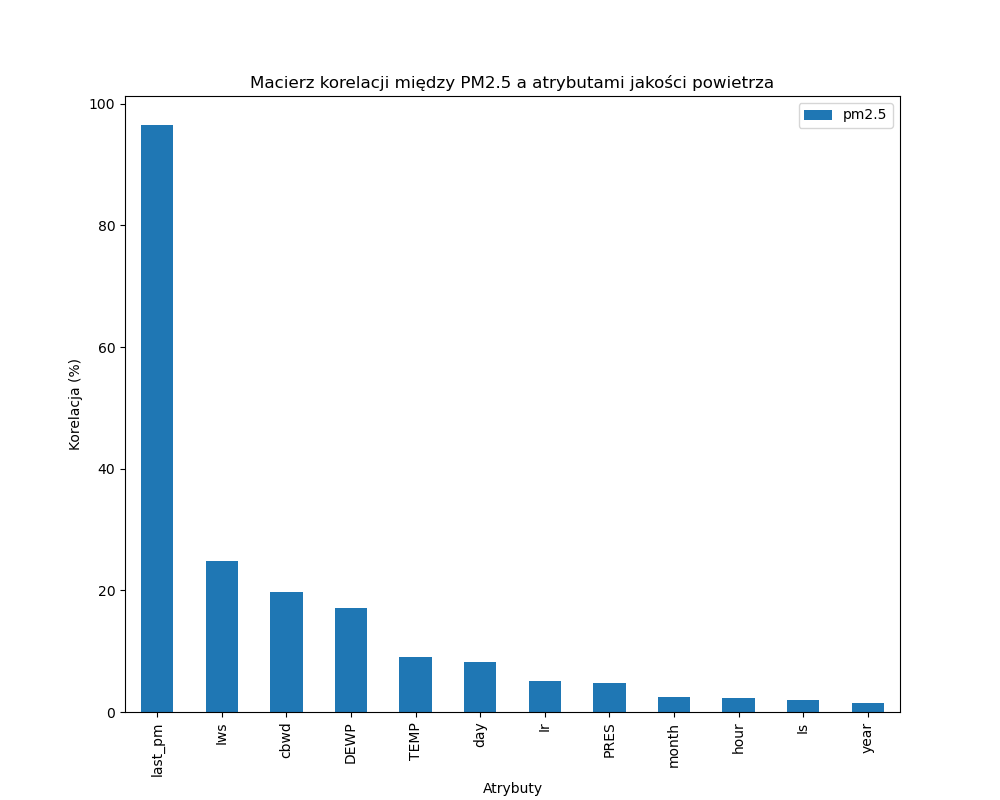 Macierz korelacji między PM2.5 a atrybutami jakości powietrza
pm2.5
100
80
60
40
20
0
Korelacja (%)
last_pm
Iws
cbwd
DEWP
TEMP
day
Ir
PRES
month
hour
Is
year
Atrybuty